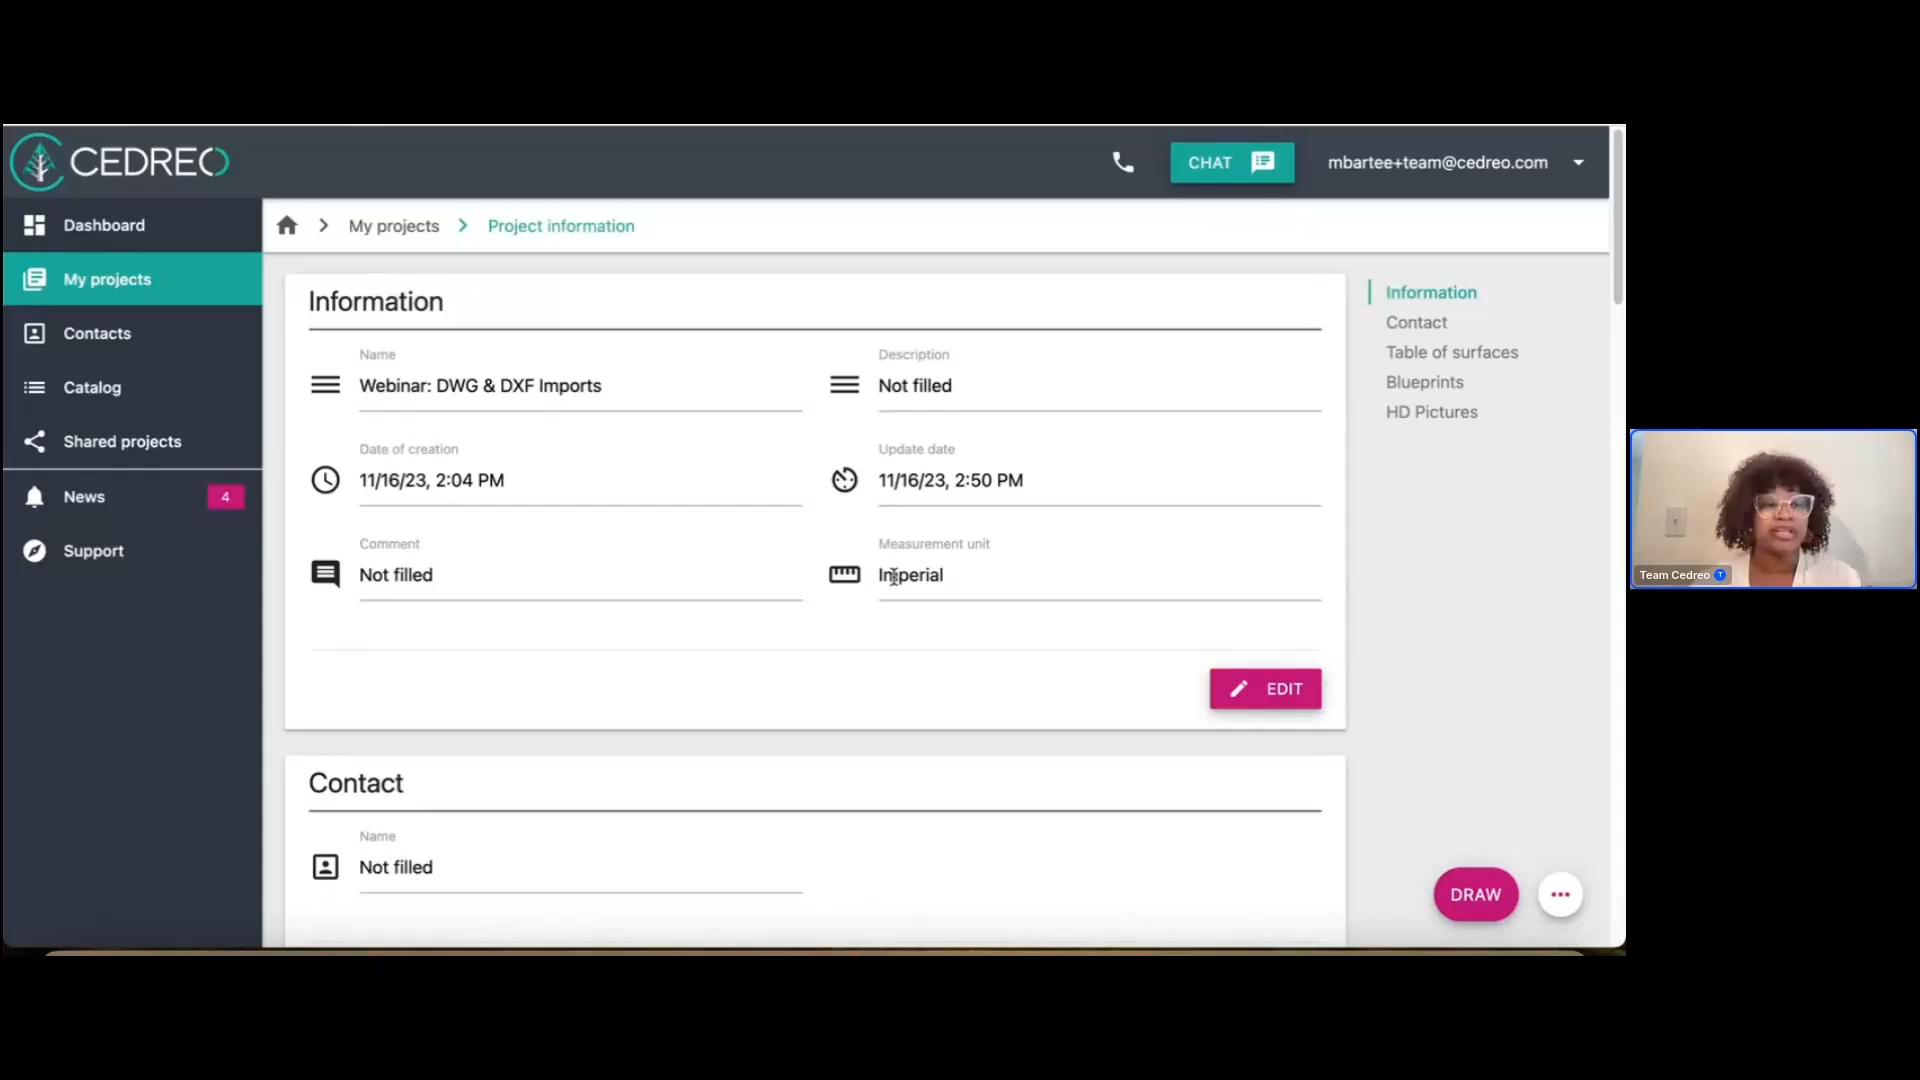 CEDREO
CHAT
mbartee+team@cedreo.com
Dashboard
My projects
Contacts
Catalog
Shared projects
News
4
Support
My projects
Project information
Information
Name
Webinar: DWG & DXF Imports
Description
Not filled
Date of creation
11/16/23, 2:04 PM
Update date
11/16/23, 2:50 PM
Comment
Not filled
Measurement unit
Imperial
EDIT
Contact
Name
Not filled
Information
Contact
Table of surfaces
Blueprints
HD Pictures
DRAW
Team Cedreo
T